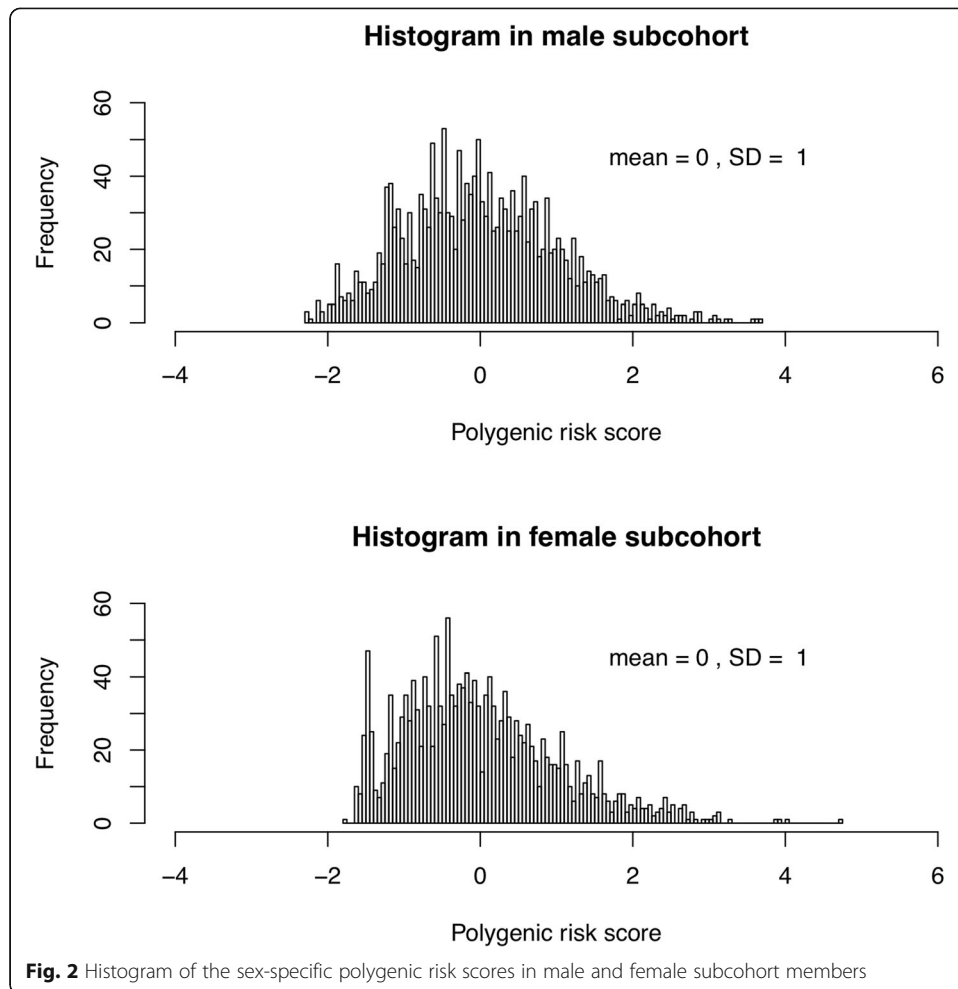 Histogram in male subcohort
60
40
20
0
Frequency
mean = 0 , SD = 1
−4 −2 0 2 4 6
Polygenic risk score
Histogram in female subcohort
60
40
20
0
Frequency
mean = 0 , SD = 1
−4 −2 0 2 4 6
Polygenic risk score
Fig. 2 Histogram of the sex-specific polygenic risk scores in male and female subcohort members